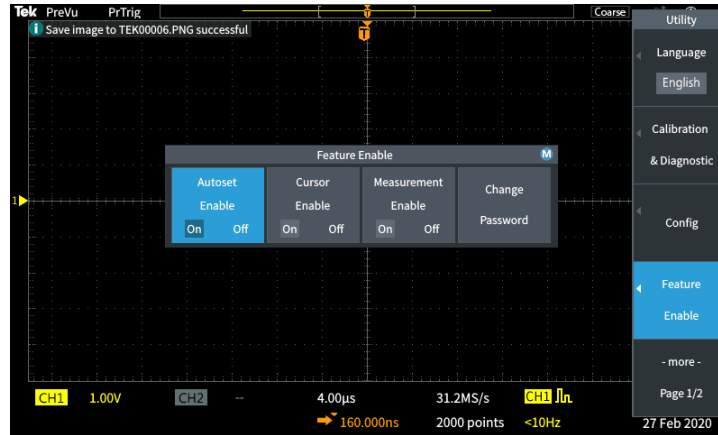 Tek PreVu PrTrig Coarse
Save image to TEK00006.PNG successful
Utility
Language
English
Calibration
& Diagnostic
Config
Feature
Enable
- more -
Page 1/2
Feature Enable M
Autoset
Enable
On Off
Cursor
Enable
On Off
Measurement
Enable
On Off
Change
Password
1
CH1 1.00V CH2 -- 4.00µs 31.2MS/s CH1
160.000ns 2000 points <10Hz 27 Feb 2020